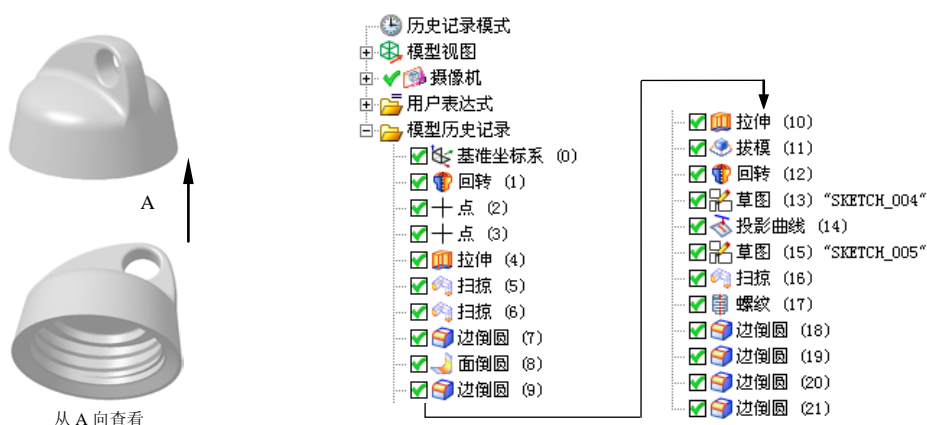 A
从 A 向查看
历史记录模式
模型视图
摄像机
用户表达式
模型历史记录
基准坐标系 (0)
回转 (1)
点 (2)
点 (3)
拉伸 (4)
扫掠 (5)
扫掠 (6)
边倒圆 (7)
面倒圆 (8)
边倒圆 (9)
拉伸 (10)
拔模 (11)
回转 (12)
草图 (13) "SKETCH_004"
投影曲线 (14)
草图 (15) "SKETCH_005"
扫掠 (16)
螺纹 (17)
边倒圆 (18)
边倒圆 (19)
边倒圆 (20)
边倒圆 (21)